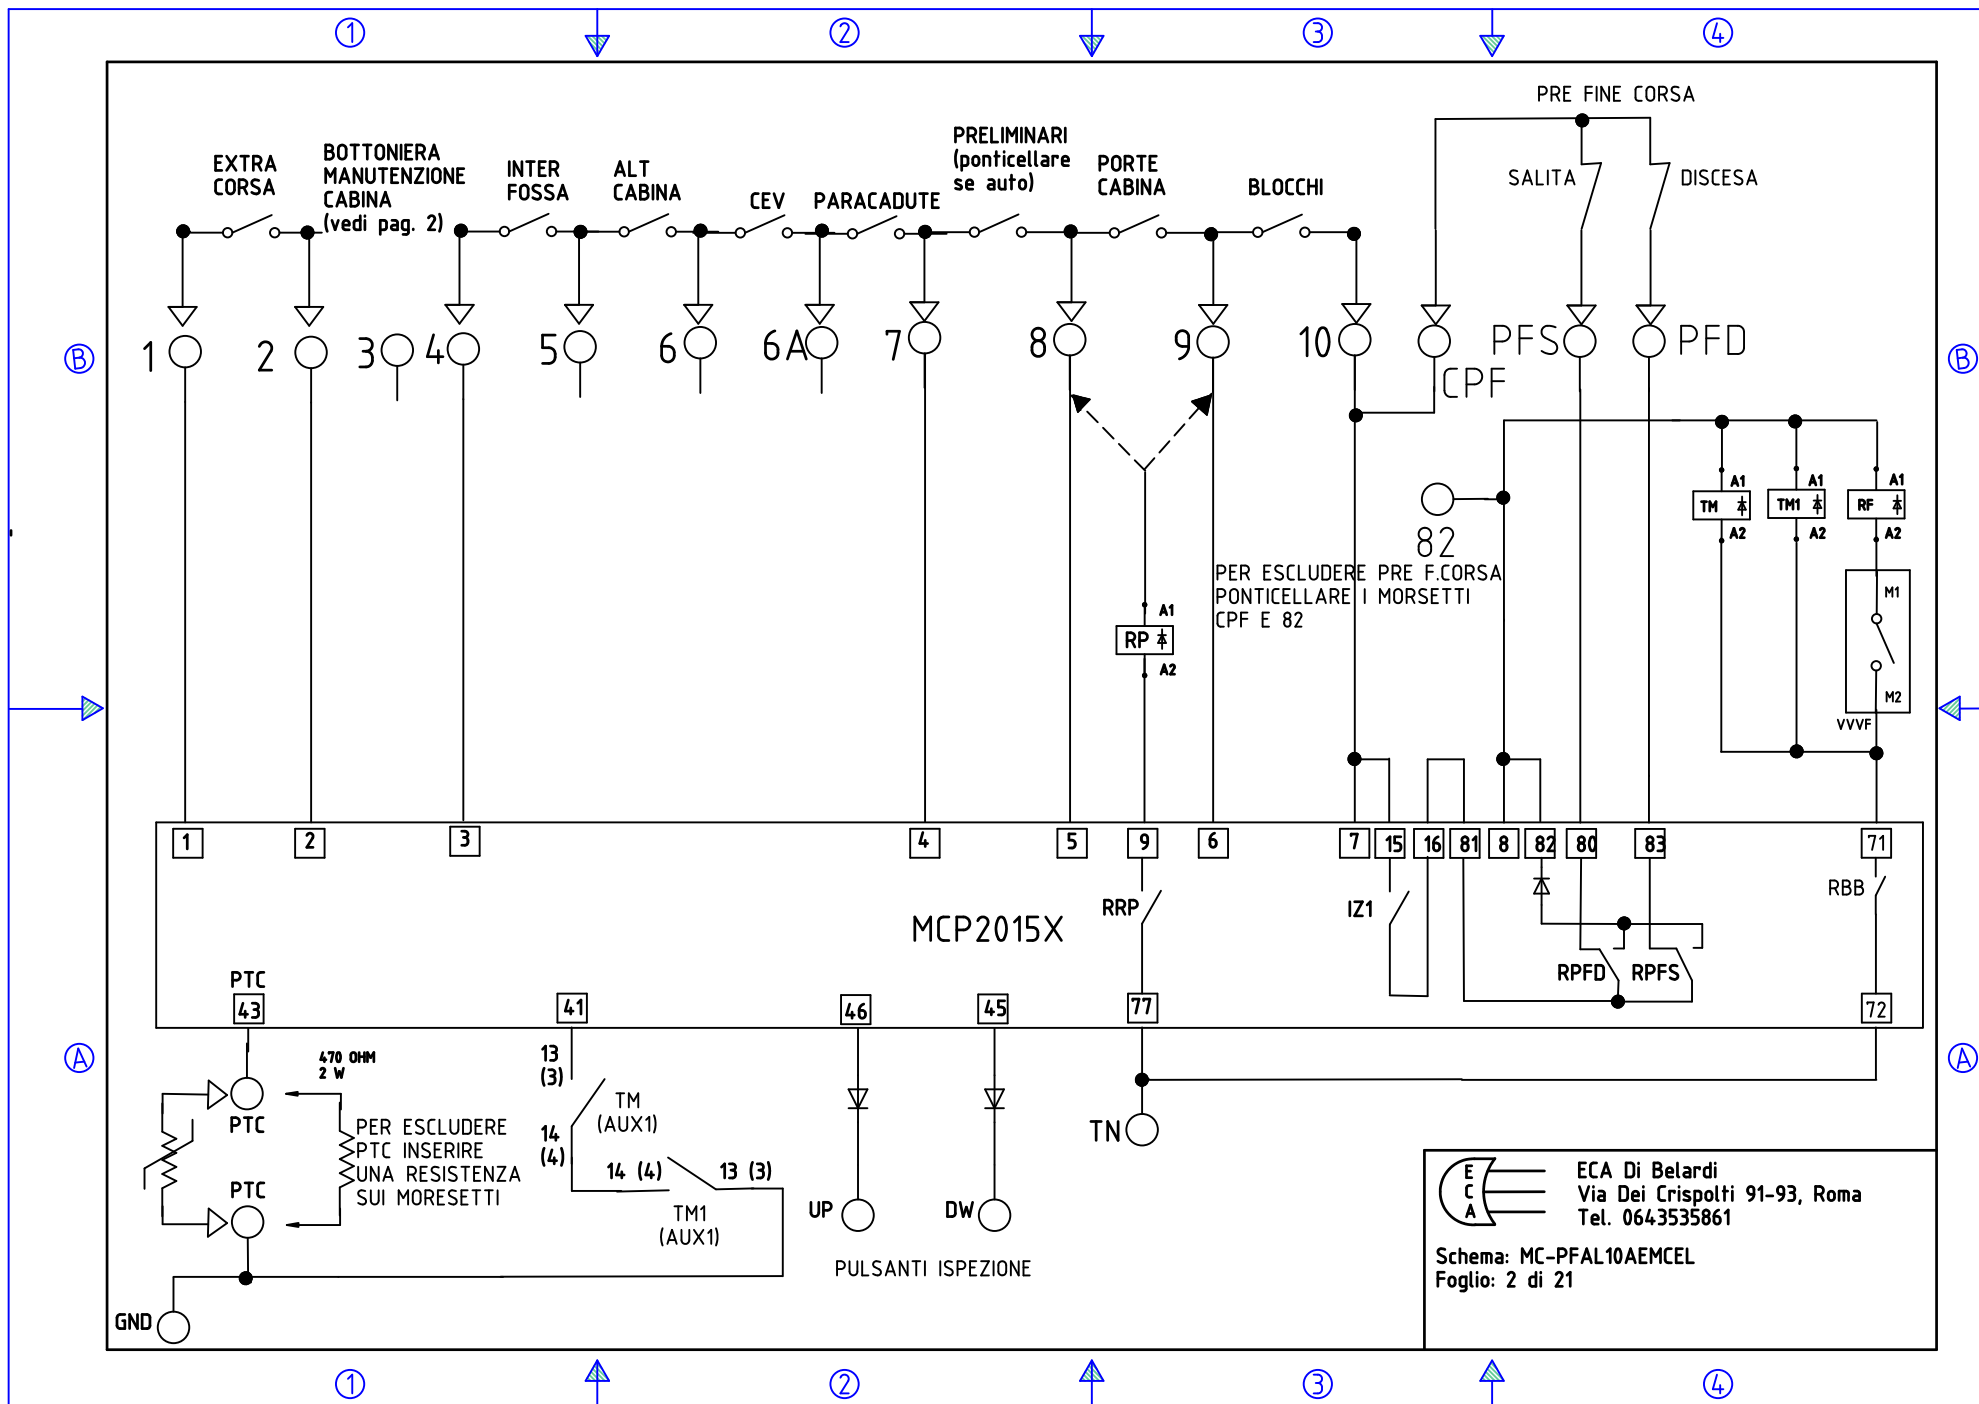 1
2
3
4
PRE FINE CORSA
EXTRA
CORSA
BOTTONIERA
MANUTENZIONE
CABINA
(vedi pag. 2)
INTER
FOSSA
ALT
CABINA
CEV
PARACADUTE
PRELIMINARI
(ponticellare
se auto)
PORTE
CABINA
BLOCCHI
SALITA
DISCESA
B
1
2
3
4
5
6
6A
7
8
9
10
CPF
PFS
PFD
B
82
PER ESCLUDERE PRE F.CORSA
PONTICELLARE I MORSETTI
CPF E 82
A1
TM
A2
A1
TM1
A2
A1
RF
A2
M1
M2
VVVF
A1
RP
A2
1
2
3
4
5
9
6
7
15
16
81
8
82
80
83
71
MCP2015X
RRP
IZ1
RPFD
RPFS
RBB
PTC
43
41
46
45
77
72
A
470 OHM
2 W
PTC
PER ESCLUDERE
PTC INSERIRE
UNA RESISTENZA
SUI MORESETTI
PTC
GND
13
(3)
TM
(AUX1)
14
(4)
14 (4)
13 (3)
TM1
(AUX1)
UP
DW
PULSANTI ISPEZIONE
TN
A
E
C
A
ECA Di Belardi
Via Dei Crispolti 91-93, Roma
Tel. 0643535861
Schema: MC-PFAL10AEMCEL
Foglio: 2 di 21
1
2
3
4